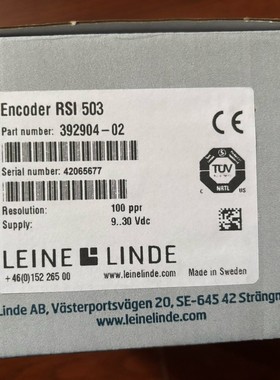 Encoder RSI 503
Part number: 392904-02
Serial number: 42065677
Resolution: 100 ppr
Supply: 9..30 Vdc
CE
TÜV
NRTL
LEINE LINDE
+46(0)152 265 00
www.leinelinde.com
Made in Sweden
Linde AB, Västerportsvägen 20, SE-645 42 Strängn
www.leinelinde.com